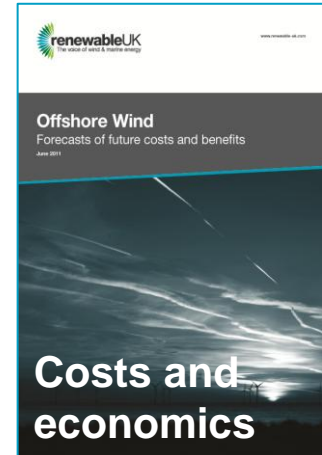 renewableUK
The voice of wind & marine energy
www.renewable-uk.com
Offshore Wind
Forecasts of future costs and benefits
June 2011
Costs and
economics